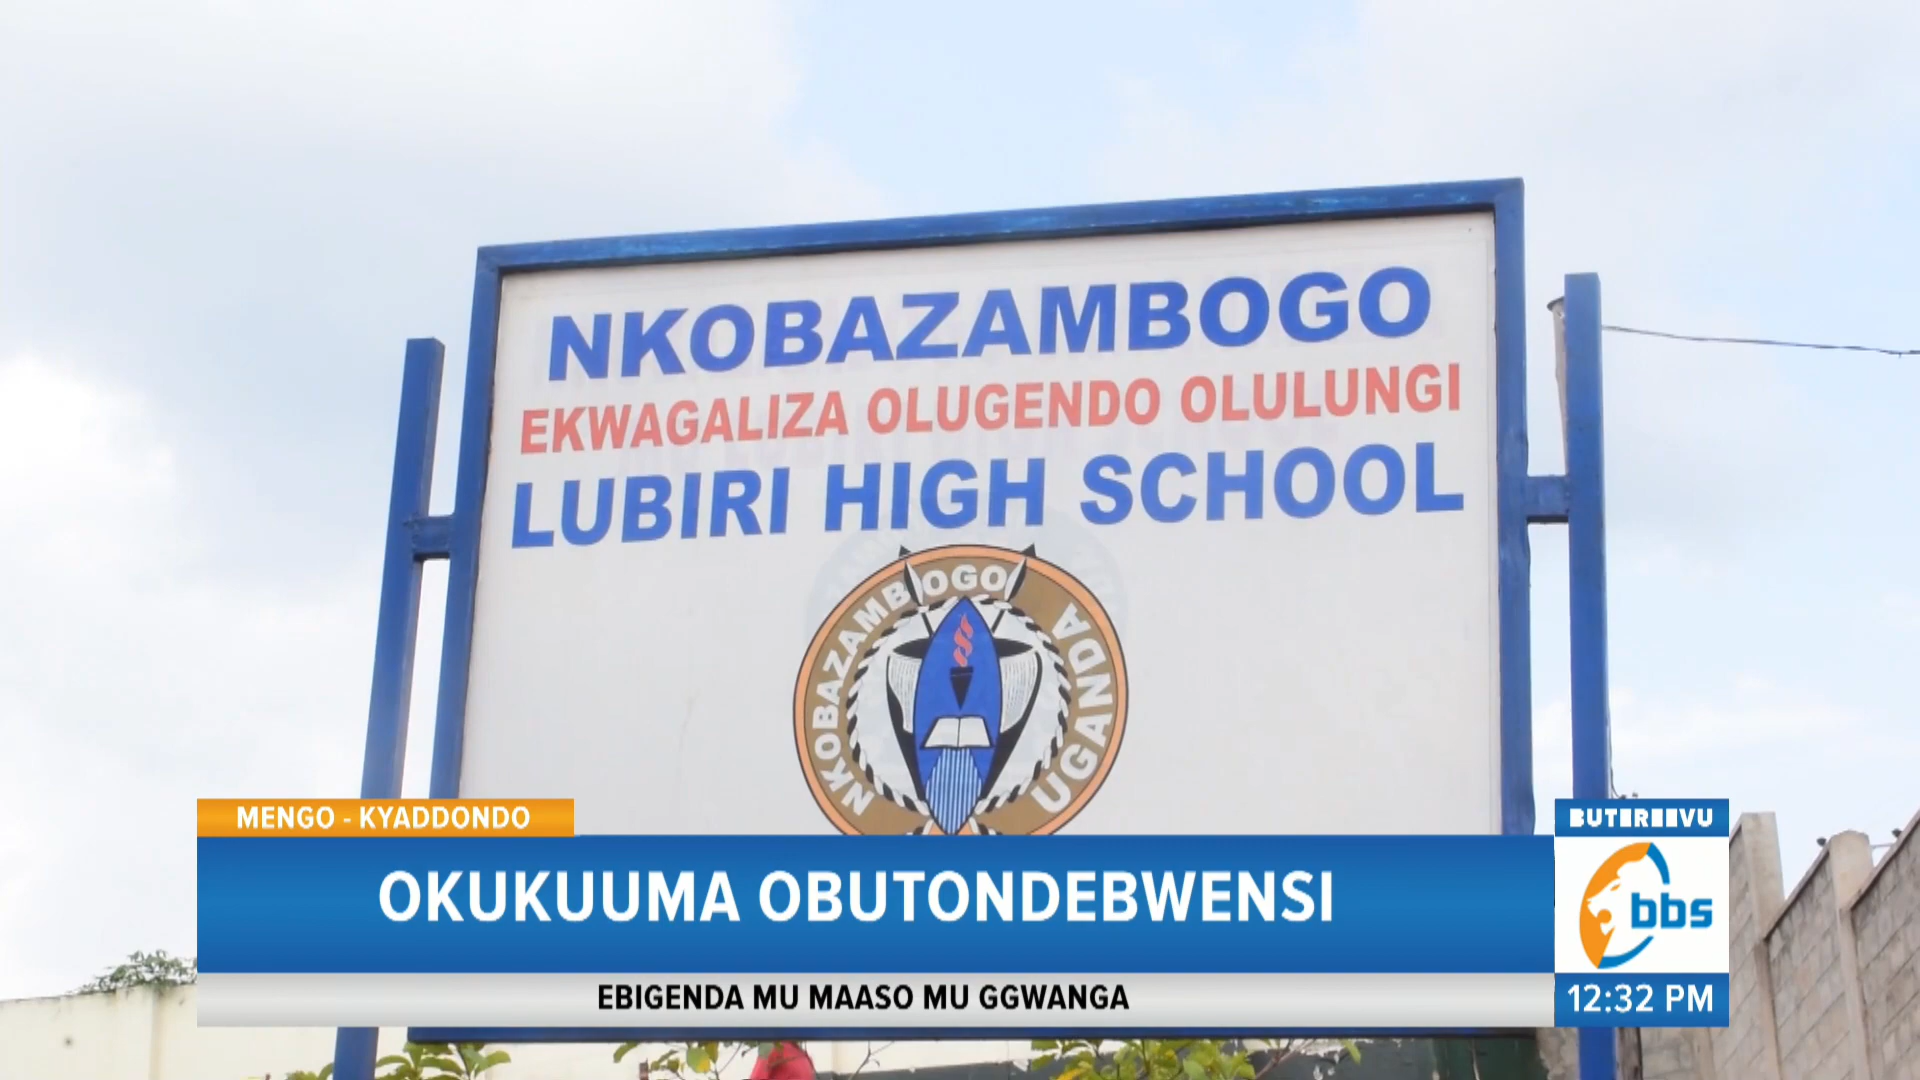 NKOBAZAMBOGO
EKWAGALIZA OLUGENDO OLULUNGI
LUBIRI HIGH SCHOOL
NKOBAZAMBOGO
UGANDA
MENGO - KYADDONDO
OKUKUUMA OBUTONDEBWENSI
EBIGENDA MU MAASO MU GGWANGA
BUTEREEVU
bbs
12:32 PM